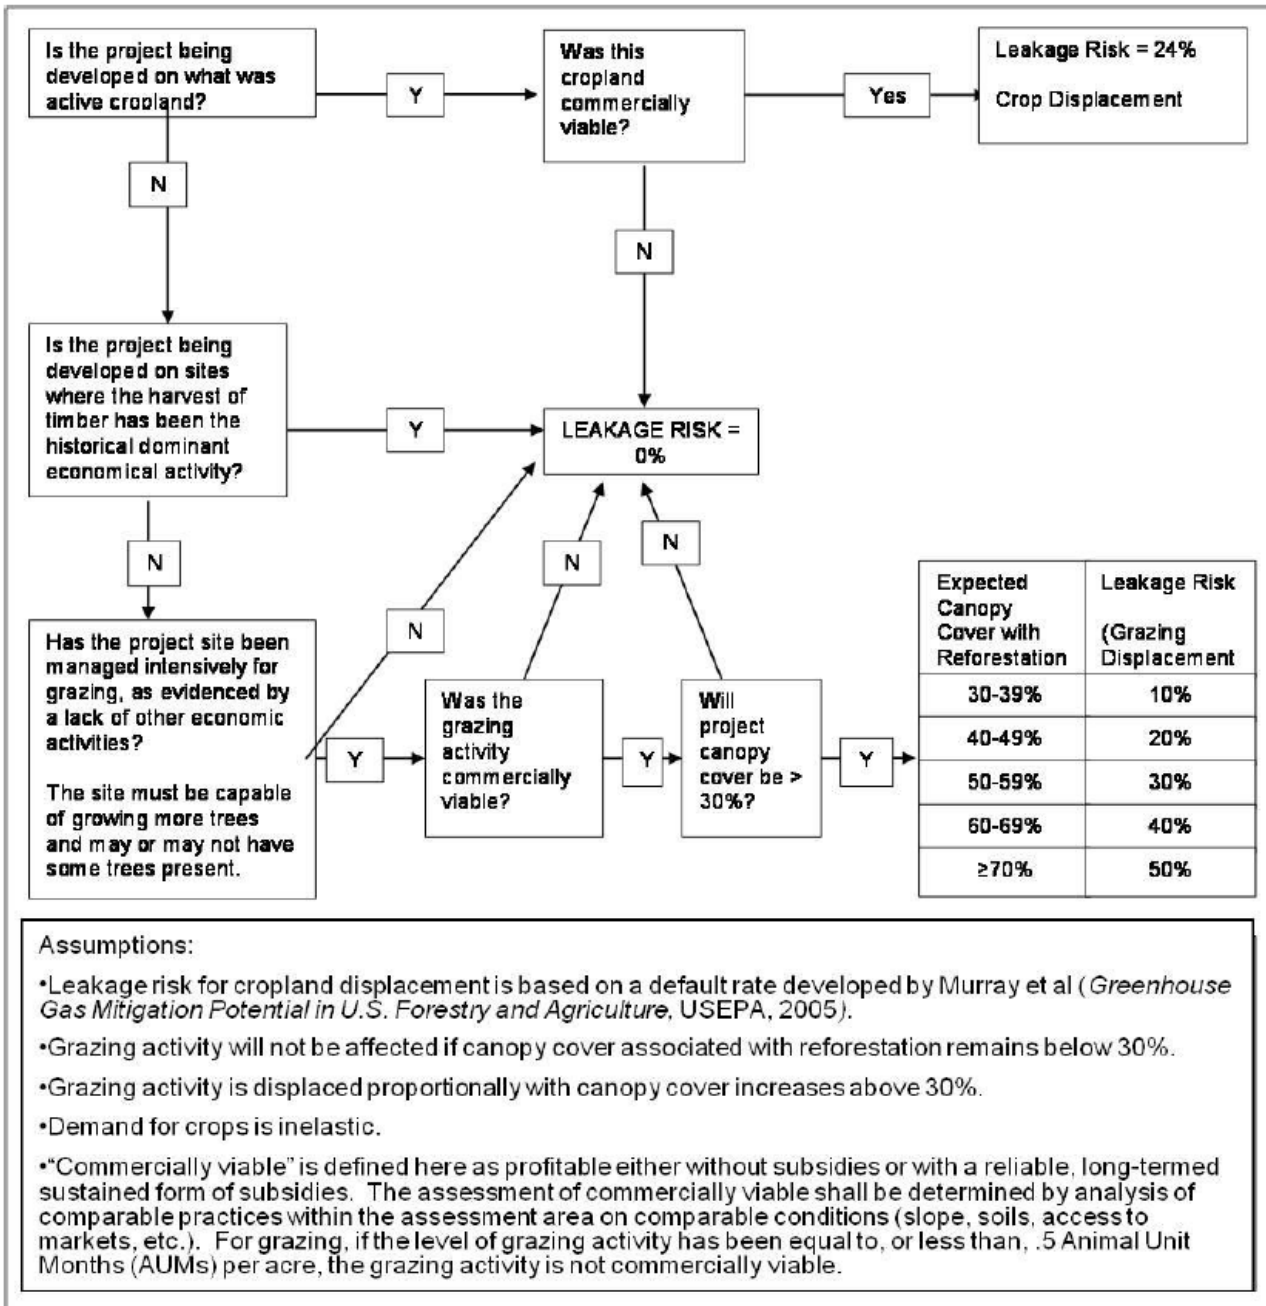 Is the project being
developed on what was
active cropland?
Y
Was this
cropland
commercially
viable?
Yes
Leakage Risk = 24%
Crop Displacement
N
N
Is the project being
developed on sites
where the harvest of
timber has been the
historical dominant
economical activity?
Y
LEAKAGE RISK =
0%
N
N
N
N
Has the project site been
managed intensively for
grazing, as evidenced by
a lack of other economic
activities?
The site must be capable
of growing more trees
and may or may not have
some trees present.
Y
Was the
grazing
activity
commercially
viable?
Y
Will
project
canopy
cover be >
30%?
Y
Expected
Canopy
Cover with
Reforestation
Leakage Risk
(Grazing
Displacement
30-39% 10%
40-49% 20%
50-59% 30%
60-69% 40%
≥70% 50%
Assumptions:
•Leakage risk for cropland displacement is based on a default rate developed by Murray et al (Greenhouse
Gas Mitigation Potential in U.S. Forestry and Agriculture, USEPA, 2005).
•Grazing activity will not be affected if canopy cover associated with reforestation remains below 30%.
•Grazing activity is displaced proportionally with canopy cover increases above 30%.
•Demand for crops is inelastic.
•“Commercially viable” is defined here as profitable either without subsidies or with a reliable, long-termed
sustained form of subsidies. The assessment of commercially viable shall be determined by analysis of
comparable practices within the assessment area on comparable conditions (slope, soils, access to
markets, etc.). For grazing, if the level of grazing activity has been equal to, or less than, .5 Animal Unit
Months (AUMs) per acre, the grazing activity is not commercially viable.